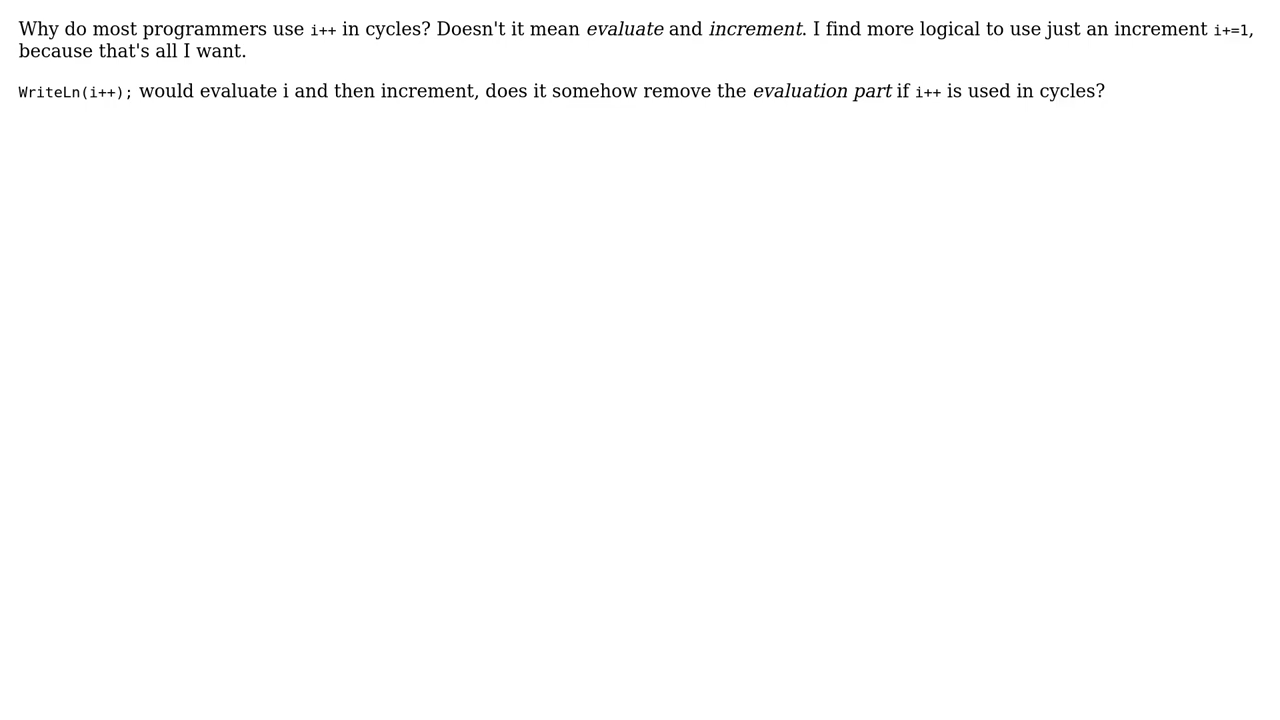 Why do most programmers use i++ in cycles? Doesn't it mean evaluate and increment. I find more logical to use just an increment i+=1,
because that's all I want.
WriteLn(i++); would evaluate i and then increment, does it somehow remove the evaluation part if i++ is used in cycles?